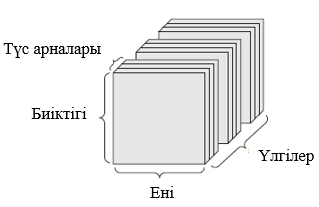 Түс арналары
Биіктігі
Үлгілер
Ені